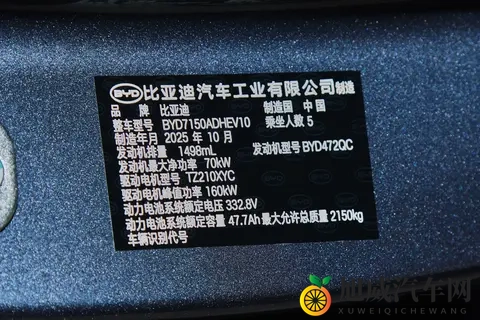 BYD 比亚迪汽车工业有限公司制造
品 牌 比亚迪 制造国 中国
整车型号 BYD7150ADHEV10 乘坐人数 5
制造年月 2025 年 10 月
发动机排量 1498mL 发动机型号 BYD472QC
发动机最大净功率 70kW
驱动电机型号 TZ210XYC
驱动电机峰值功率 160kW
动力电池系统额定电压 332.8V
动力电池系统额定容量 47.7Ah 最大允许总质量 2150kg
车辆识别代号
汽车网
XUWEIQICHEWANG